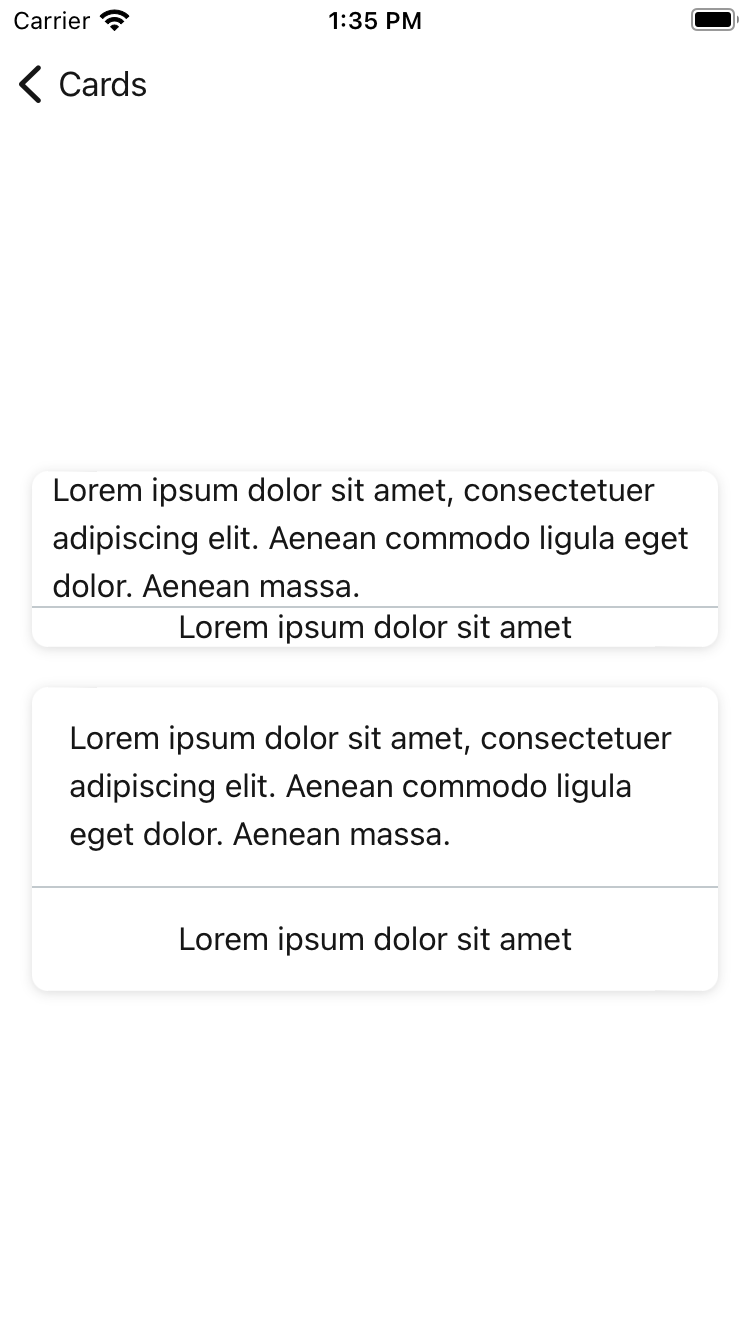 Carrier 1:35 PM
Cards
Lorem ipsum dolor sit amet, consectetuer
adipiscing elit. Aenean commodo ligula eget
dolor. Aenean massa.
Lorem ipsum dolor sit amet
Lorem ipsum dolor sit amet, consectetuer
adipiscing elit. Aenean commodo ligula
eget dolor. Aenean massa.
Lorem ipsum dolor sit amet